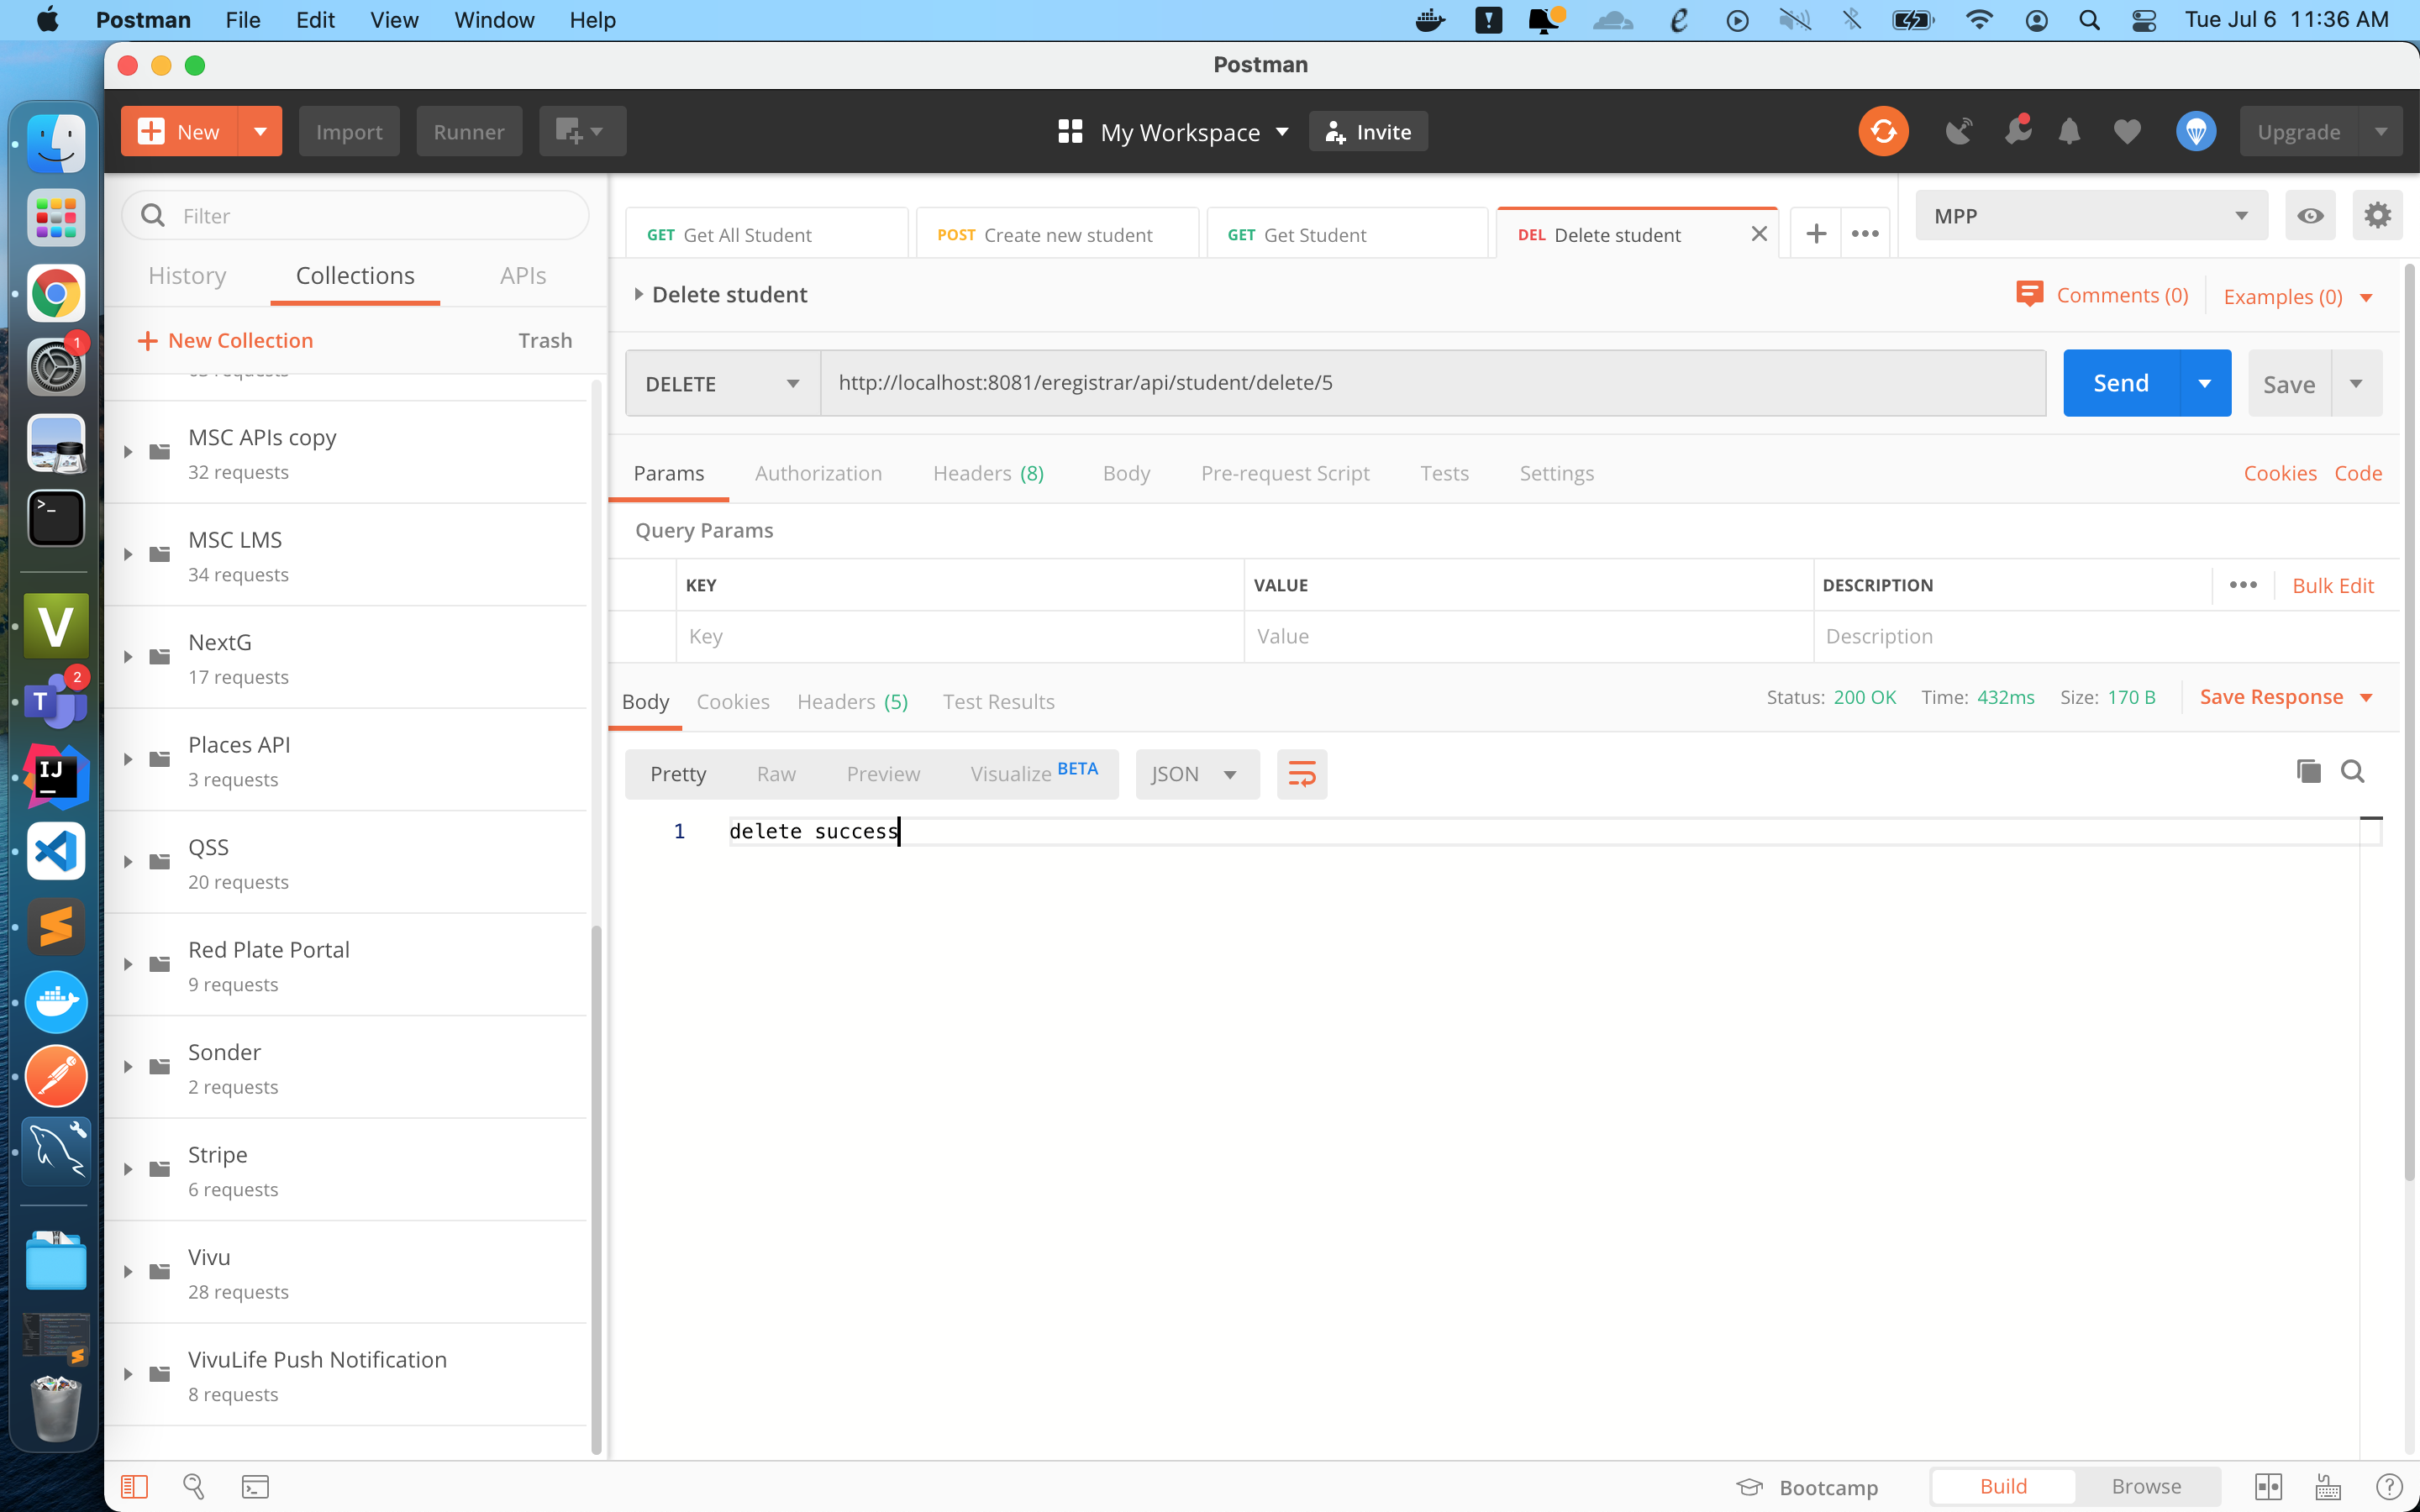 Postman File Edit View Window Help Tue Jul 6 11:36 AM
Postman
New Import Runner My Workspace Invite Upgrade
Filter
History Collections APIs
New Collection Trash
MSC APIs copy
32 requests
MSC LMS
34 requests
NextG
17 requests
Places API
3 requests
QSS
20 requests
Red Plate Portal
9 requests
Sonder
2 requests
Stripe
6 requests
Vivu
28 requests
VivuLife Push Notification
8 requests
GET Get All Student POST Create new student GET Get Student DEL Delete student
MPP
Delete student Comments (0) Examples (0)
DELETE http://localhost:8081/eregistrar/api/student/delete/5 Send Save
Params Authorization Headers (8) Body Pre-request Script Tests Settings Cookies Code
Query Params
KEY VALUE DESCRIPTION Bulk Edit
Key Value Description
Body Cookies Headers (5) Test Results Status: 200 OK Time: 432ms Size: 170 B Save Response
Pretty Raw Preview Visualize BETA JSON
1 delete success
Bootcamp Build Browse
1
V
2
T
IJ